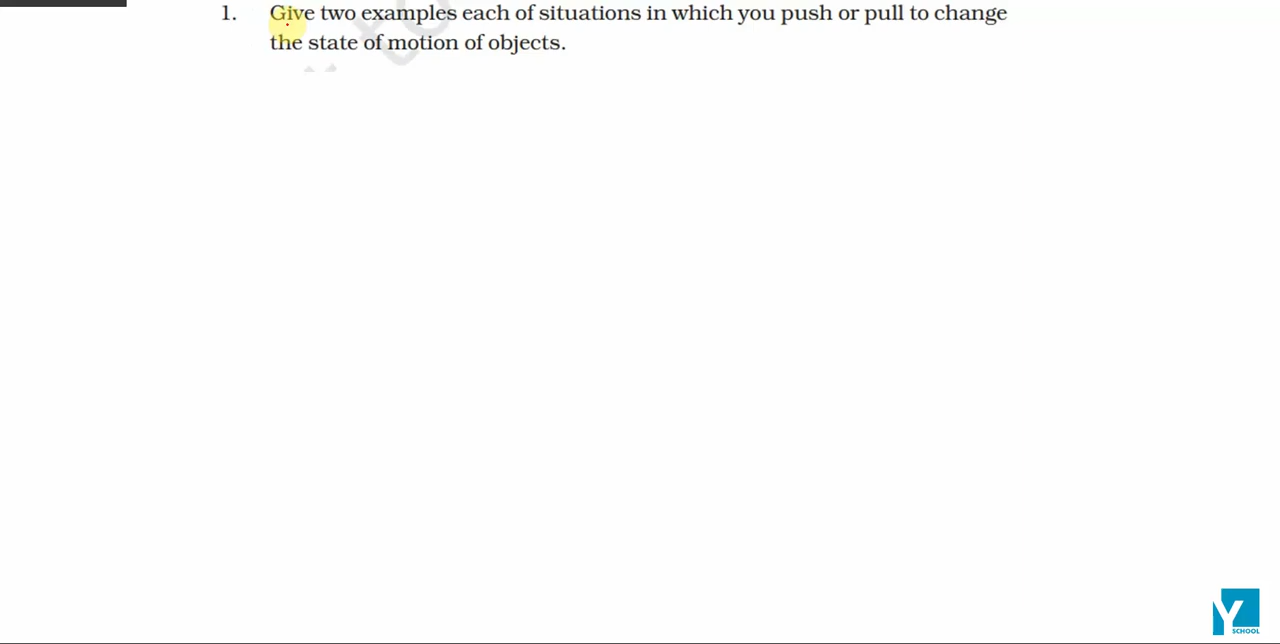 1. Give two examples each of situations in which you push or pull to change
the state of motion of objects.
Y
SCHOOL